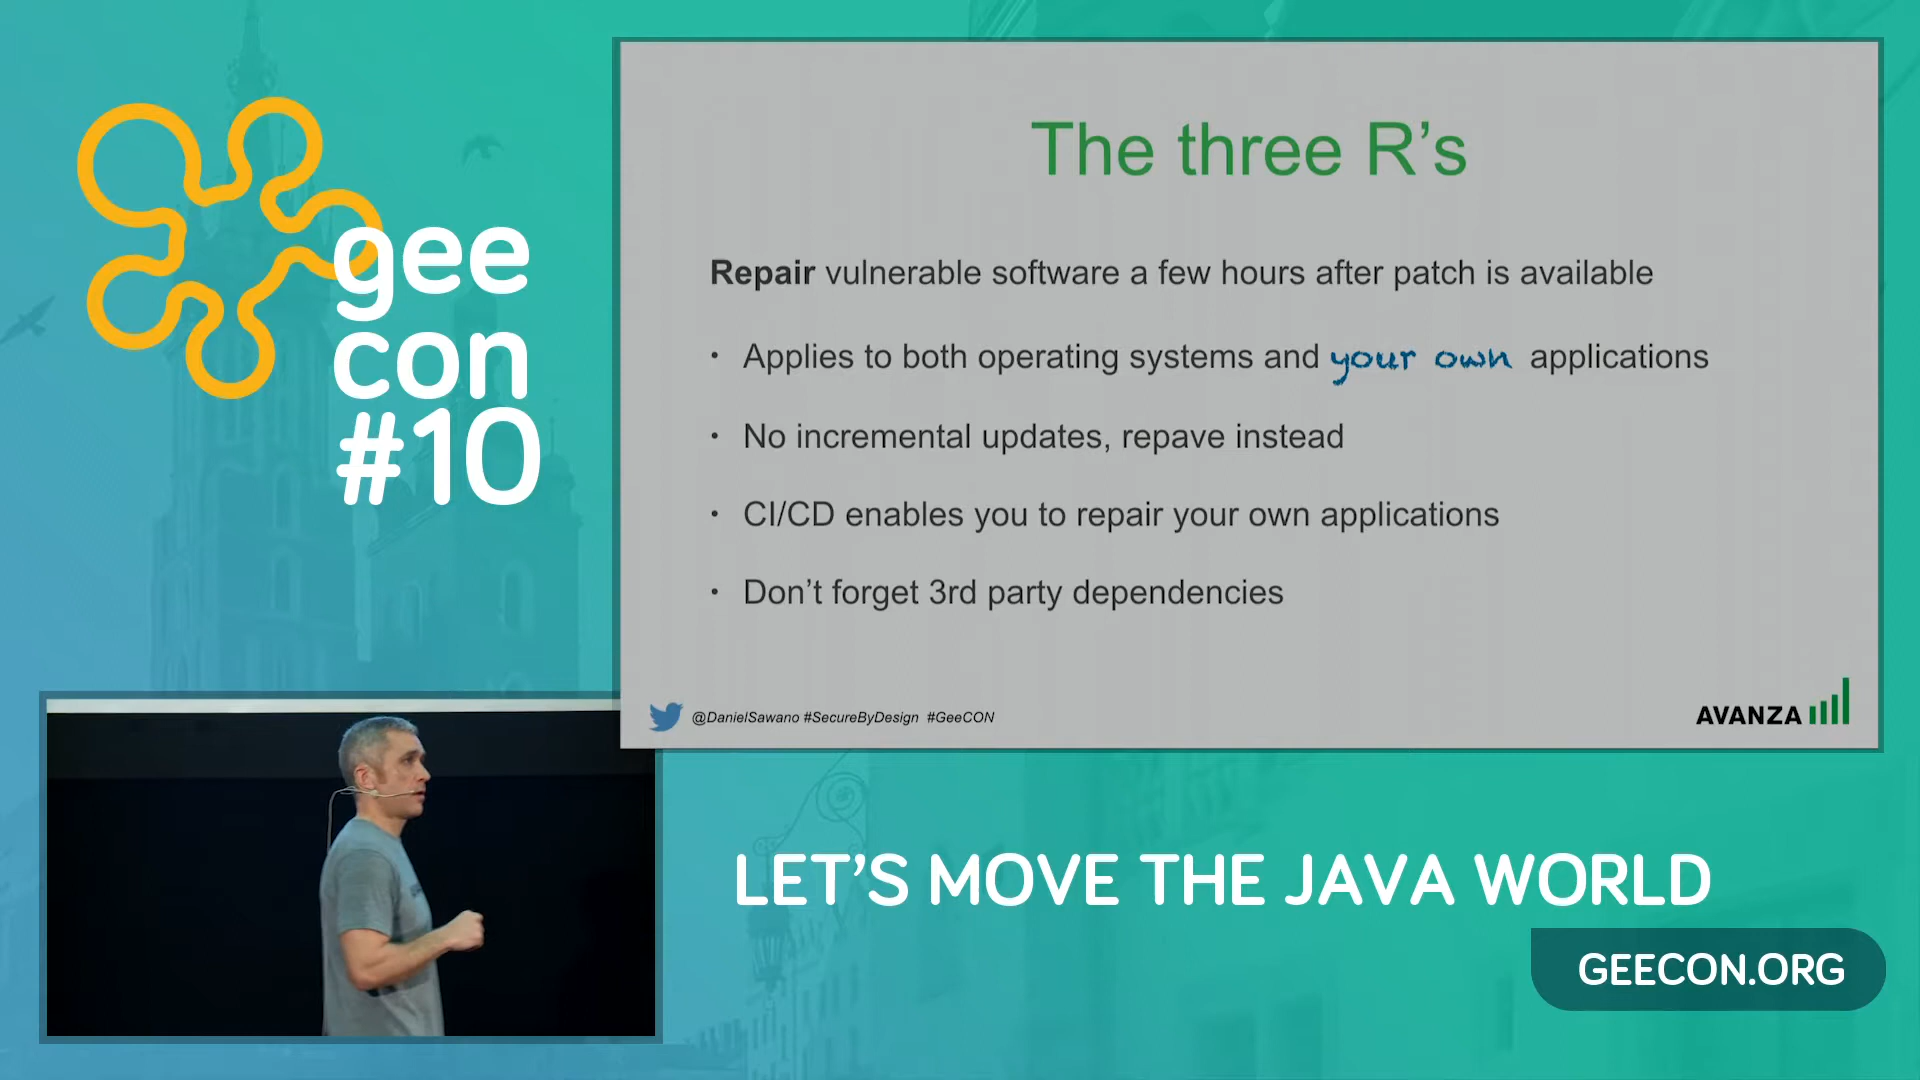 gee
con
#10
The three R’s
Repair vulnerable software a few hours after patch is available
• Applies to both operating systems and your own applications
• No incremental updates, repave instead
• CI/CD enables you to repair your own applications
• Don’t forget 3rd party dependencies
@DanielSawano #SecureByDesign #GeeCON
AVANZA
LET’S MOVE THE JAVA WORLD
GEECON.ORG